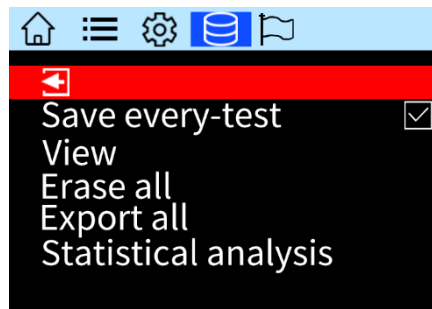 Save every-test
View
Erase all
Export all
Statistical analysis